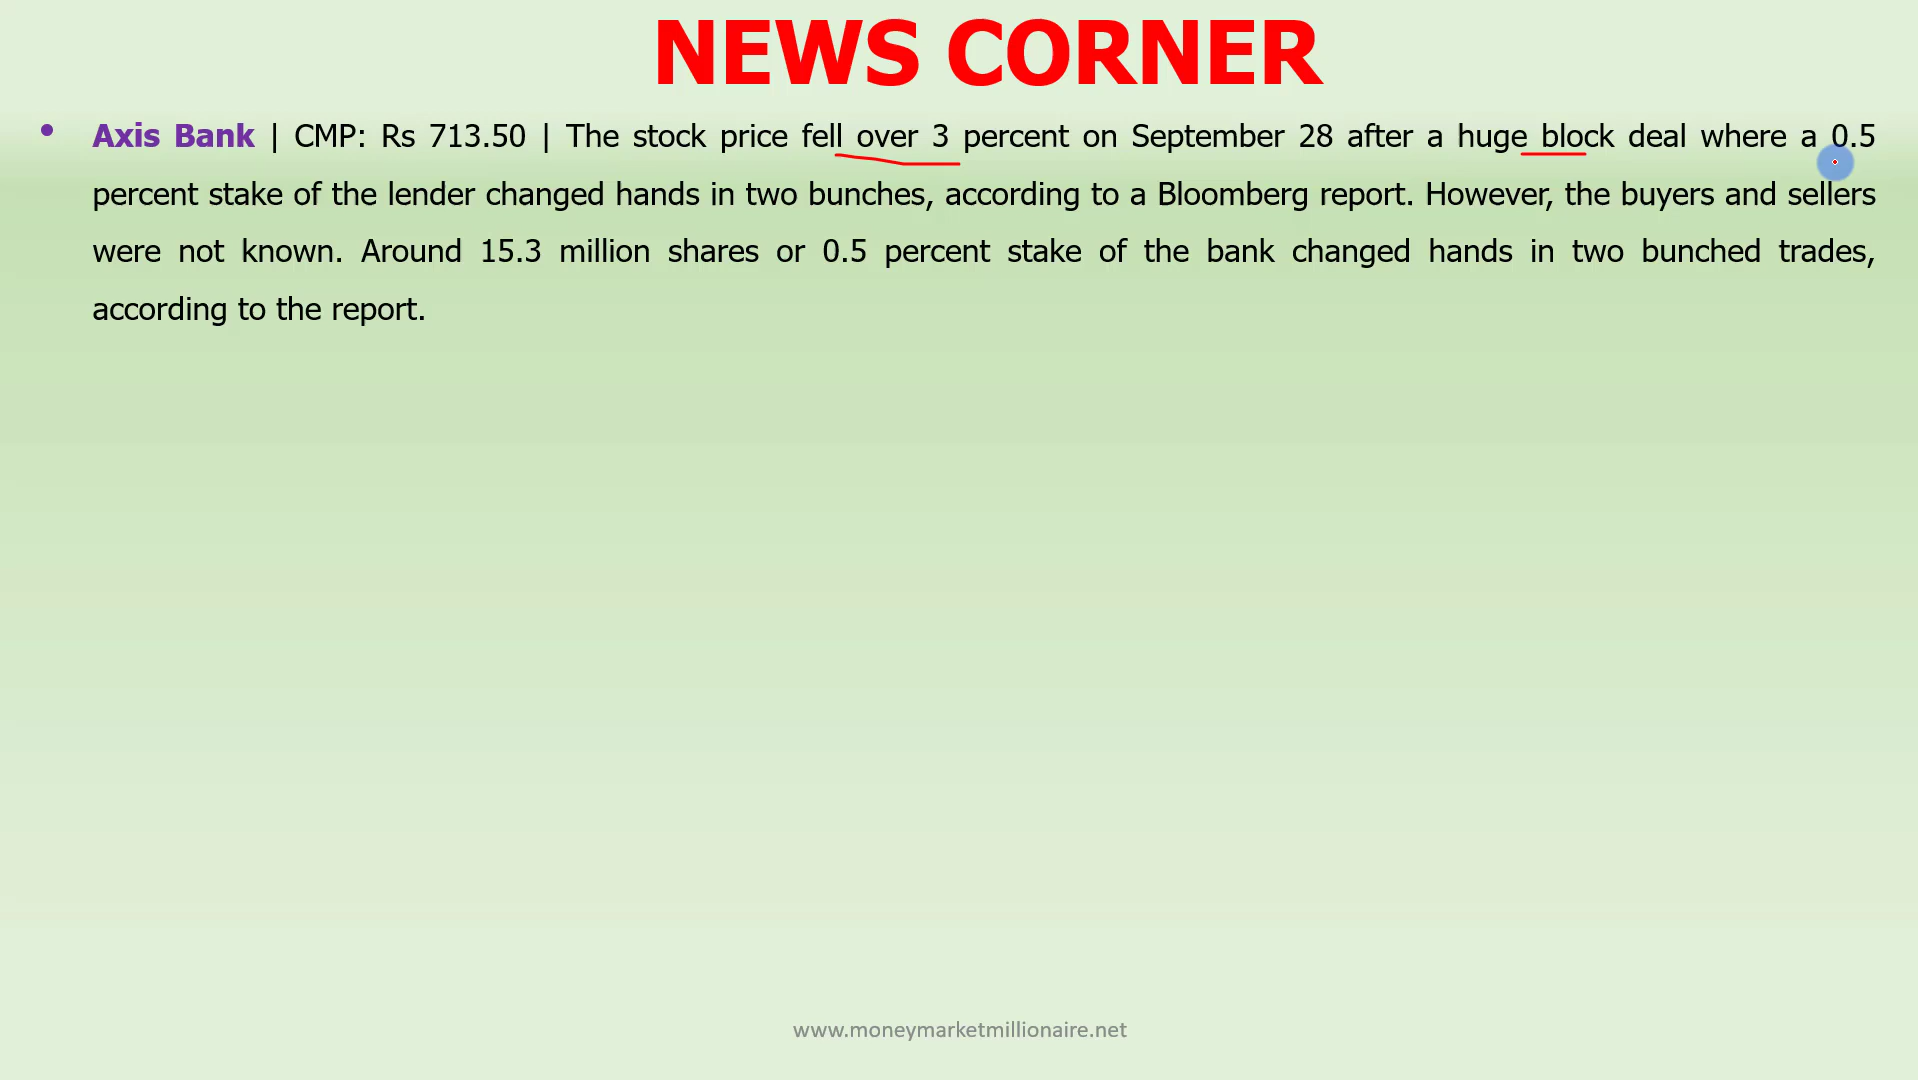 NEWS CORNER
• Axis Bank | CMP: Rs 713.50 | The stock price fell over 3 percent on September 28 after a huge block deal where a 0.5
percent stake of the lender changed hands in two bunches, according to a Bloomberg report. However, the buyers and sellers
were not known. Around 15.3 million shares or 0.5 percent stake of the bank changed hands in two bunched trades,
according to the report.
www.moneymarketmillionaire.net